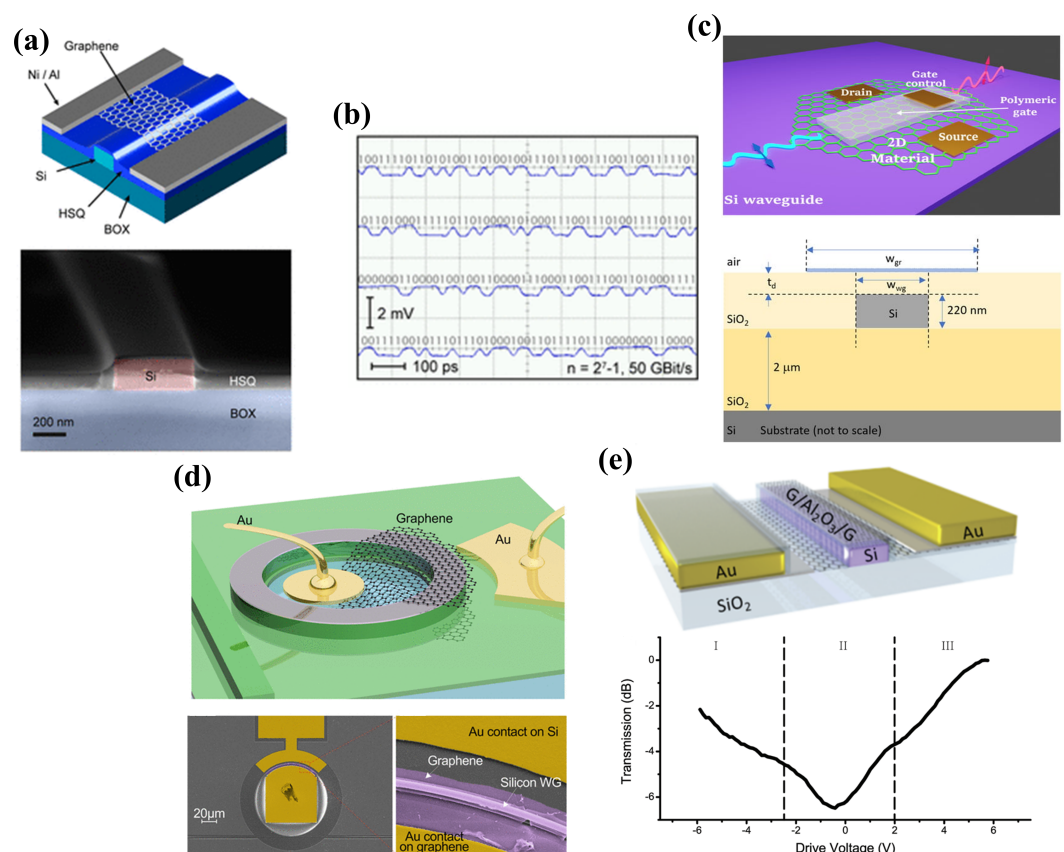 (a)
Graphene
Ni / Al
Si
HSQ
BOX
Si
HSQ
BOX
200 nm
(b)
2 mV
100 ps
n = 2⁷-1, 50 GBit/s
(c)
Drain
Gate
control
Polymeric
gate
2D
Material
Source
Si waveguide
air
w_gr
t_d
w_wg
Si
220 nm
SiO₂
2 μm
SiO₂
Si Substrate (not to scale)
(d)
Au
Graphene
Au
20μm
Au contact on Si
Graphene
Silicon WG
Au contact
on graphene
(e)
G/Al₂O₃/G
Au
Si
Au
SiO₂
I II III
Transmission (dB)
0
-2
-4
-6
-6 -4 -2 0 2 4 6
Drive Voltage (V)